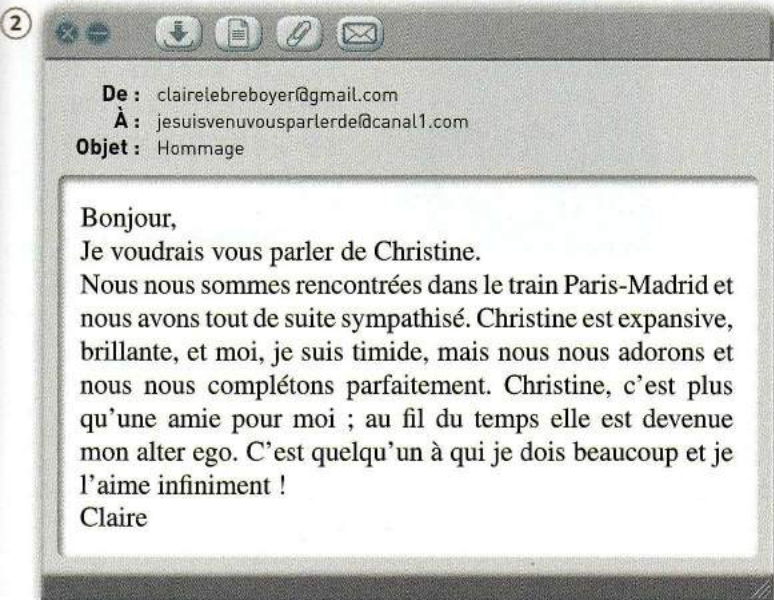 2
De : clairelebreboyer@gmail.com
À : jesuisvenuvousparlerde@canal1.com
Objet : Hommage
Bonjour,
Je voudrais vous parler de Christine.
Nous nous sommes rencontrées dans le train Paris-Madrid et
nous avons tout de suite sympathisé. Christine est expansive,
brillante, et moi, je suis timide, mais nous nous adorons et
nous nous complétons parfaitement. Christine, c'est plus
qu'une amie pour moi ; au fil du temps elle est devenue
mon alter ego. C'est quelqu'un à qui je dois beaucoup et je
l'aime infiniment !
Claire